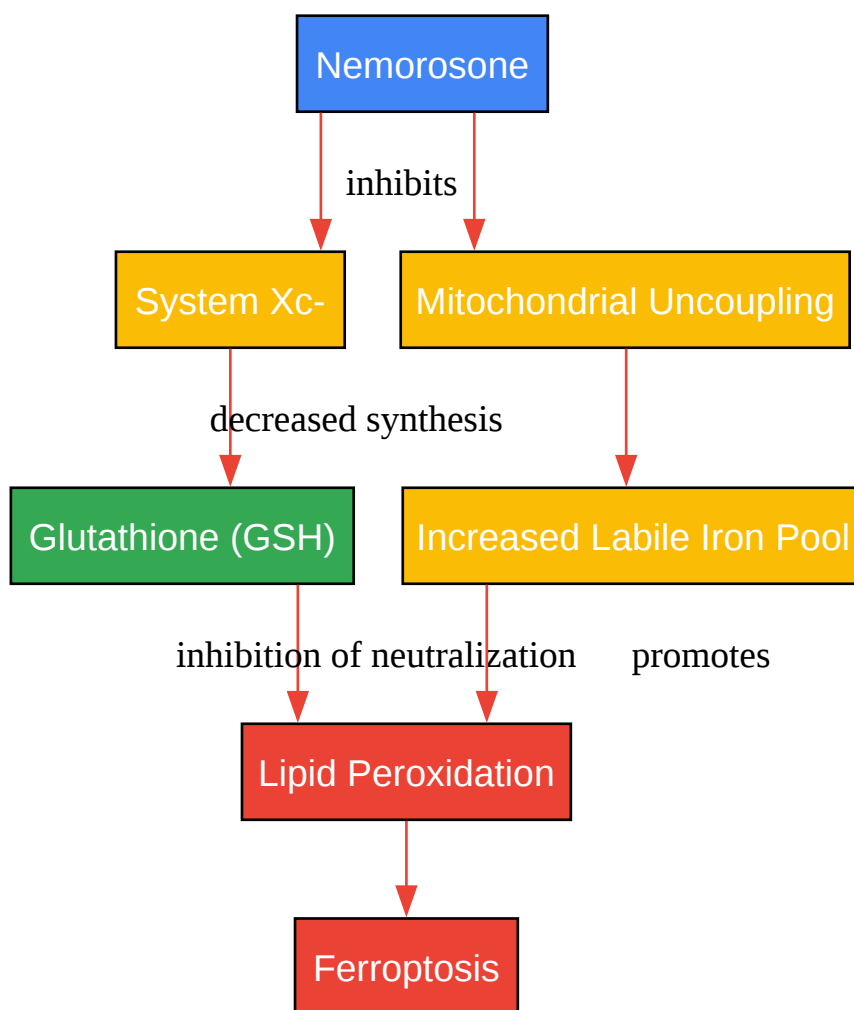 Nemorosone
inhibits
System Xc-
Mitochondrial Uncoupling
decreased synthesis
Glutathione (GSH)
Increased Labile Iron Pool
inhibition of neutralization
promotes
Lipid Peroxidation
Ferroptosis